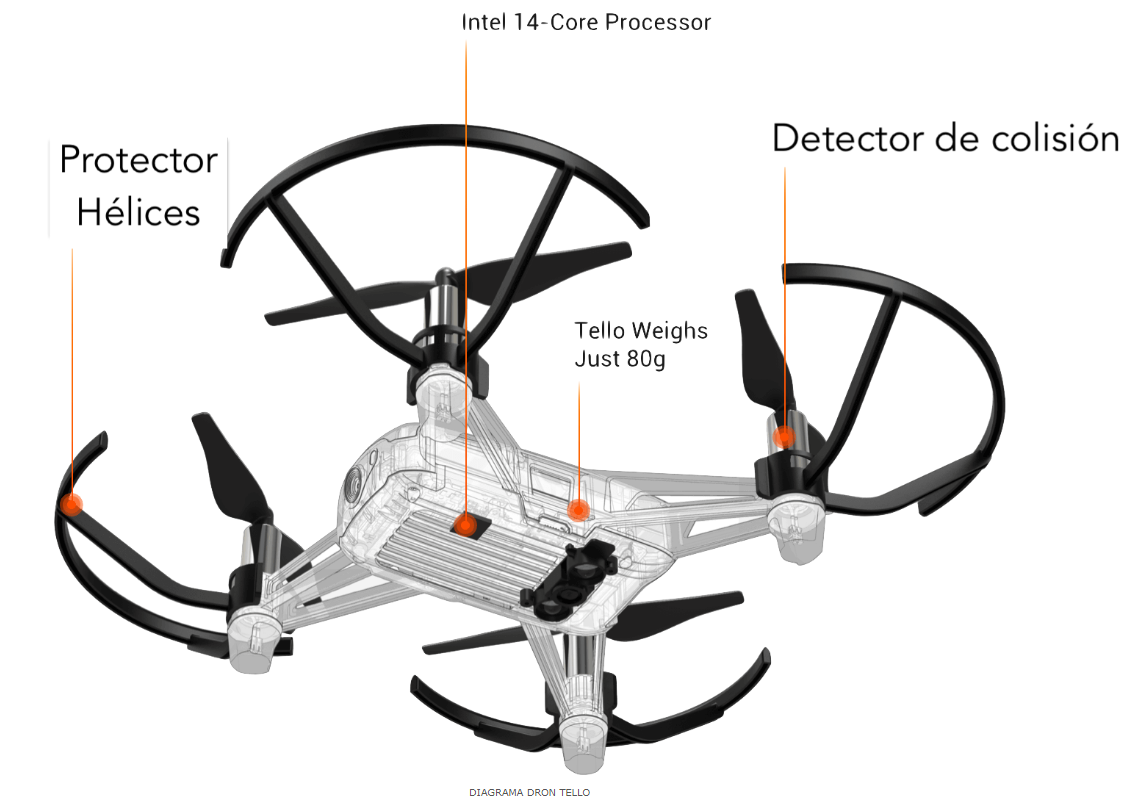 Intel 14-Core Processor
Detector de colisión
Protector
Hélices
Tello Weighs
Just 80g
DIAGRAMA DRON TELLO